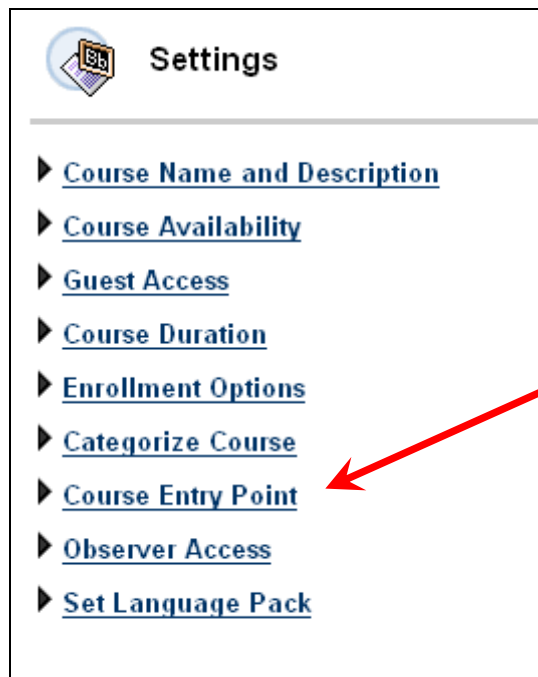 Bb
Settings
Course Name and Description
Course Availability
Guest Access
Course Duration
Enrollment Options
Categorize Course
Course Entry Point
Observer Access
Set Language Pack